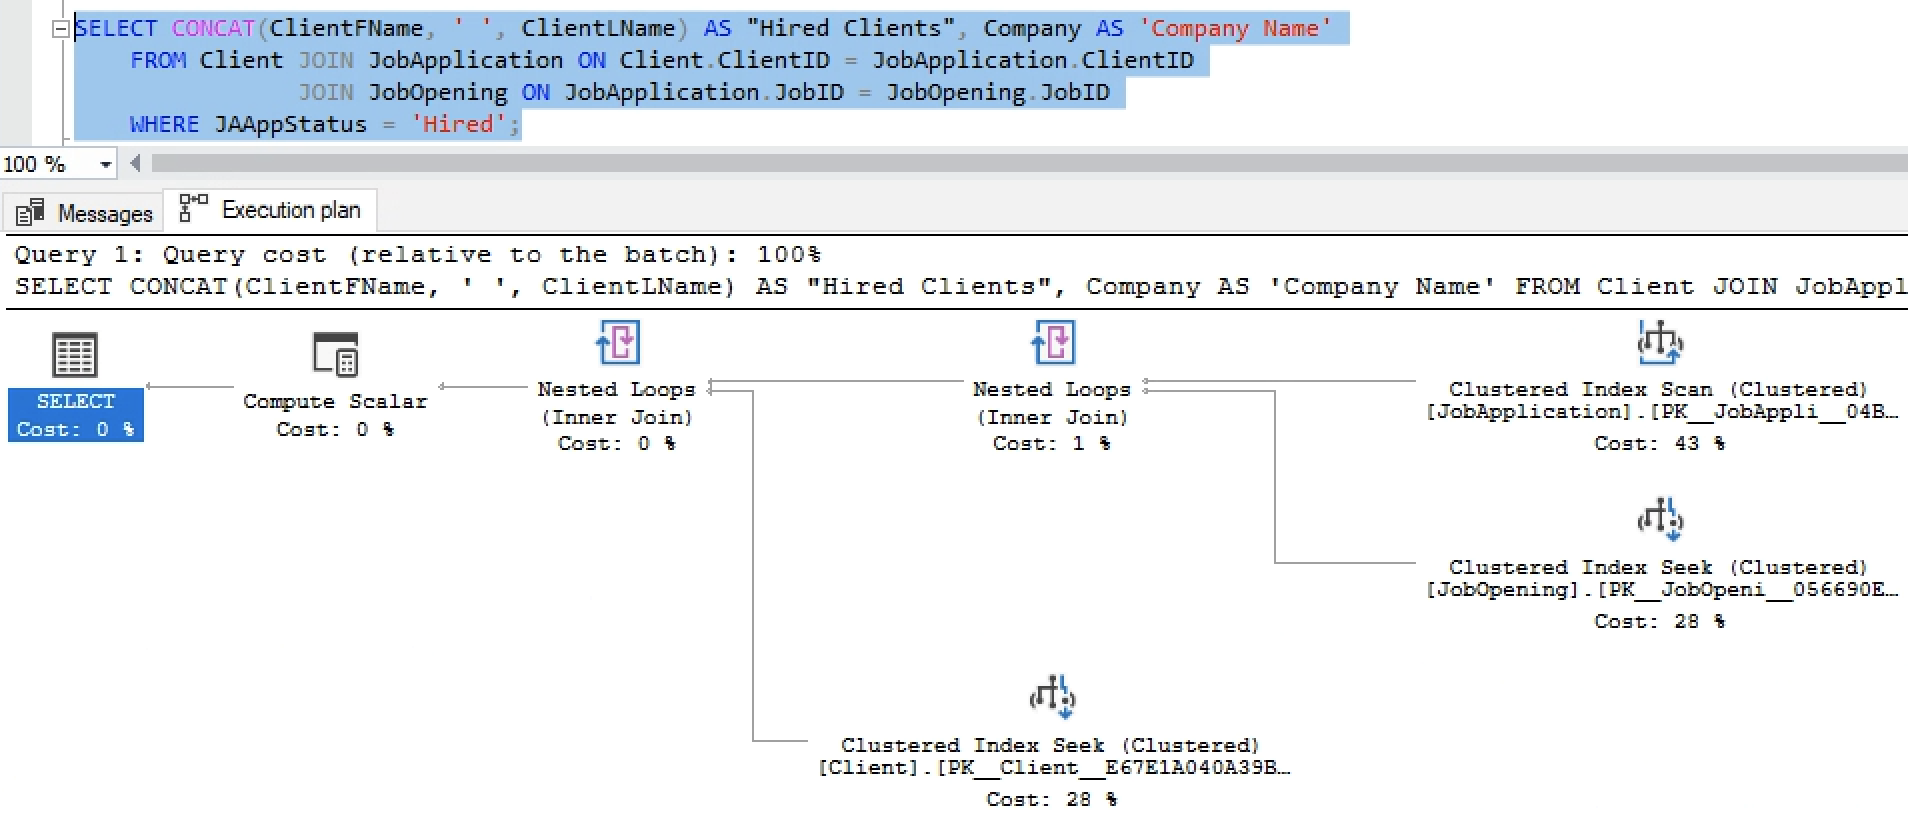 SELECT CONCAT(ClientFName, ' ', ClientLName) AS "Hired Clients", Company AS 'Company Name'
FROM Client JOIN JobApplication ON Client.ClientID = JobApplication.ClientID
JOIN JobOpening ON JobApplication.JobID = JobOpening.JobID
WHERE JAAppStatus = 'Hired';
100 %
Messages
Execution plan
Query 1: Query cost (relative to the batch): 100%
SELECT CONCAT(ClientFName, ' ', ClientLName) AS "Hired Clients", Company AS 'Company Name' FROM Client JOIN JobAppl
SELECT
Cost: 0 %
Compute Scalar
Cost: 0 %
Nested Loops
(Inner Join)
Cost: 0 %
Nested Loops
(Inner Join)
Cost: 1 %
Clustered Index Scan (Clustered)
[JobApplication].[PK__JobAppli__04B…
Cost: 43 %
Clustered Index Seek (Clustered)
[JobOpening].[PK__JobOpeni__056690E…
Cost: 28 %
Clustered Index Seek (Clustered)
[Client].[PK__Client__E67E1A040A39B…
Cost: 28 %